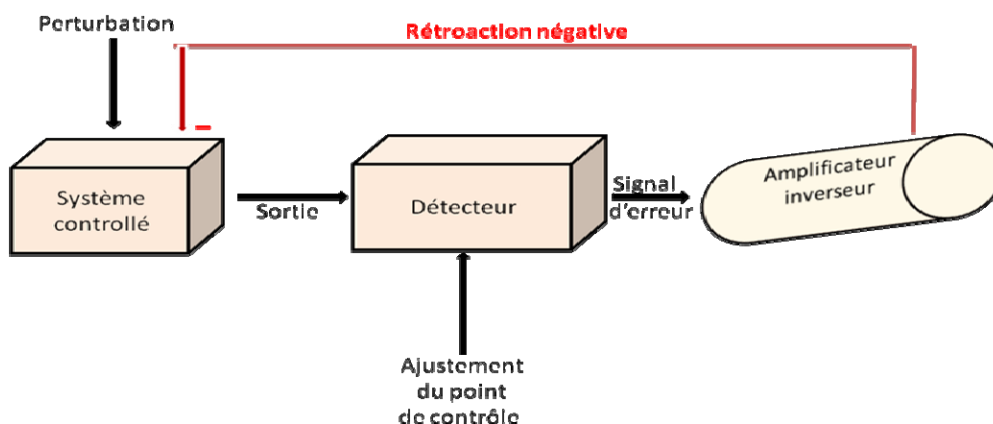 Perturbation
Rétroaction négative
–
Système
controllé
Sortie
Détecteur
Signal
d'erreur
Amplificateur
inverseur
Ajustement
du point
de contrôle